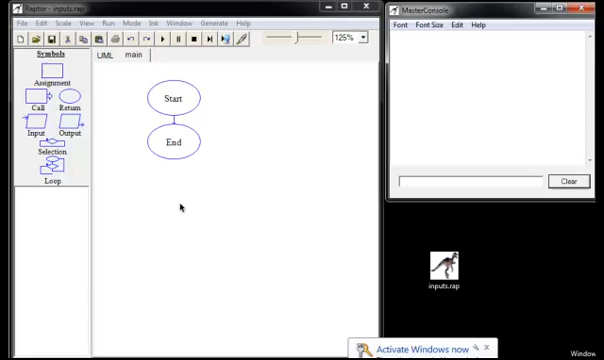 Raptor - inputs.rap
File Edit Scale View Run Mode Ink Window Generate Help
125%
Symbols
Assignment
Call Return
Input Output
Selection
Loop
UML main
Start
End
MasterConsole
Font Font Size Edit Help
Clear
inputs.rap
Activate Windows now
Window